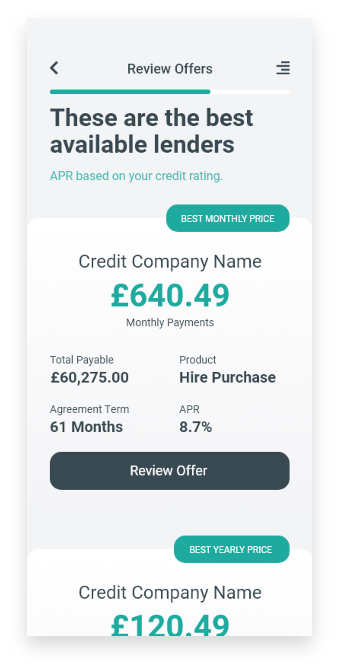 Review Offers
These are the best
available lenders
APR based on your credit rating.
BEST MONTHLY PRICE
Credit Company Name
£640.49
Monthly Payments
Total Payable
Product
£60,275.00
Hire Purchase
Agreement Term
APR
61 Months
8.7%
Review Offer
BEST YEARLY PRICE
Credit Company Name
£120.49